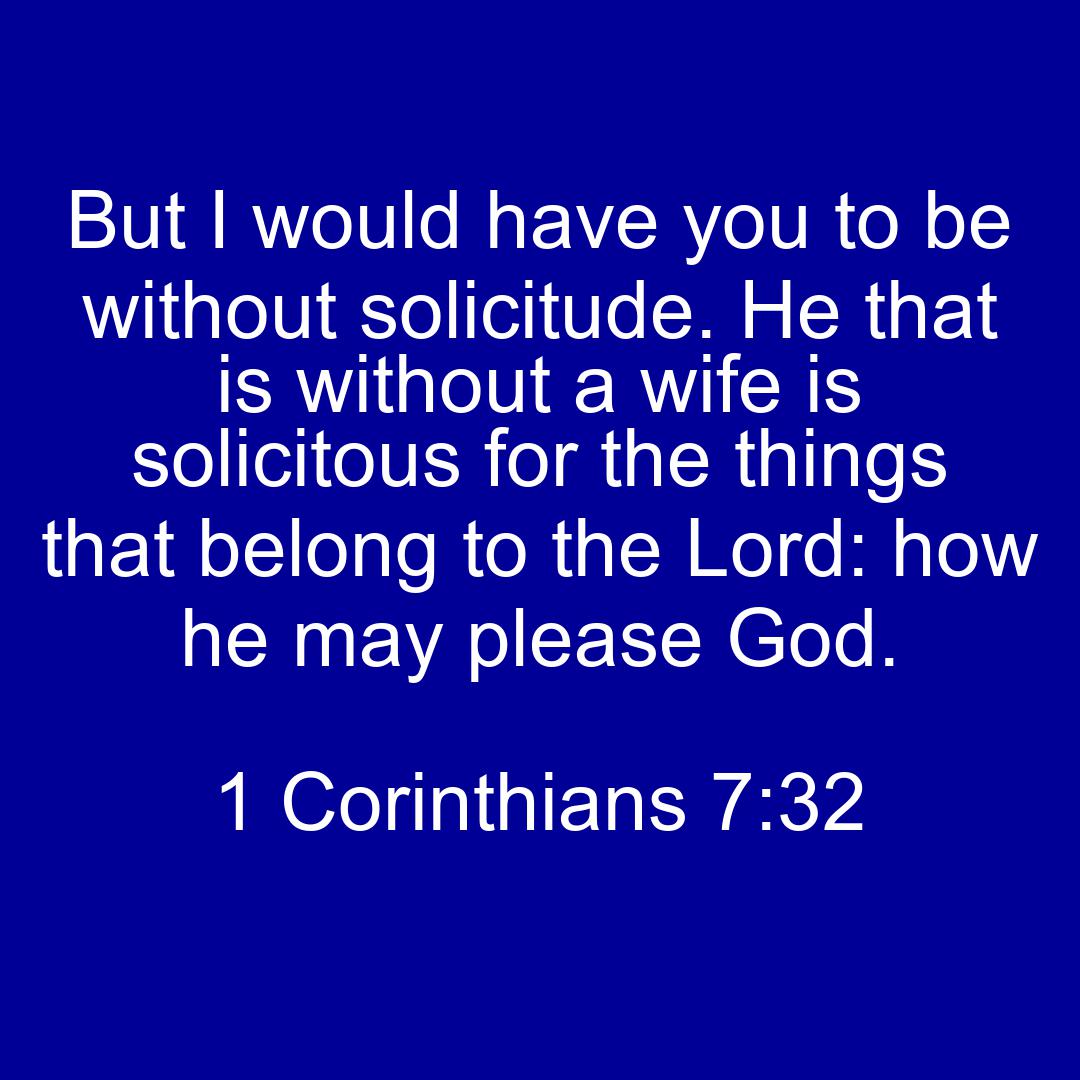 But I would have you to be
without solicitude. He that
is without a wife is
solicitous for the things
that belong to the Lord: how
he may please God.
1 Corinthians 7:32